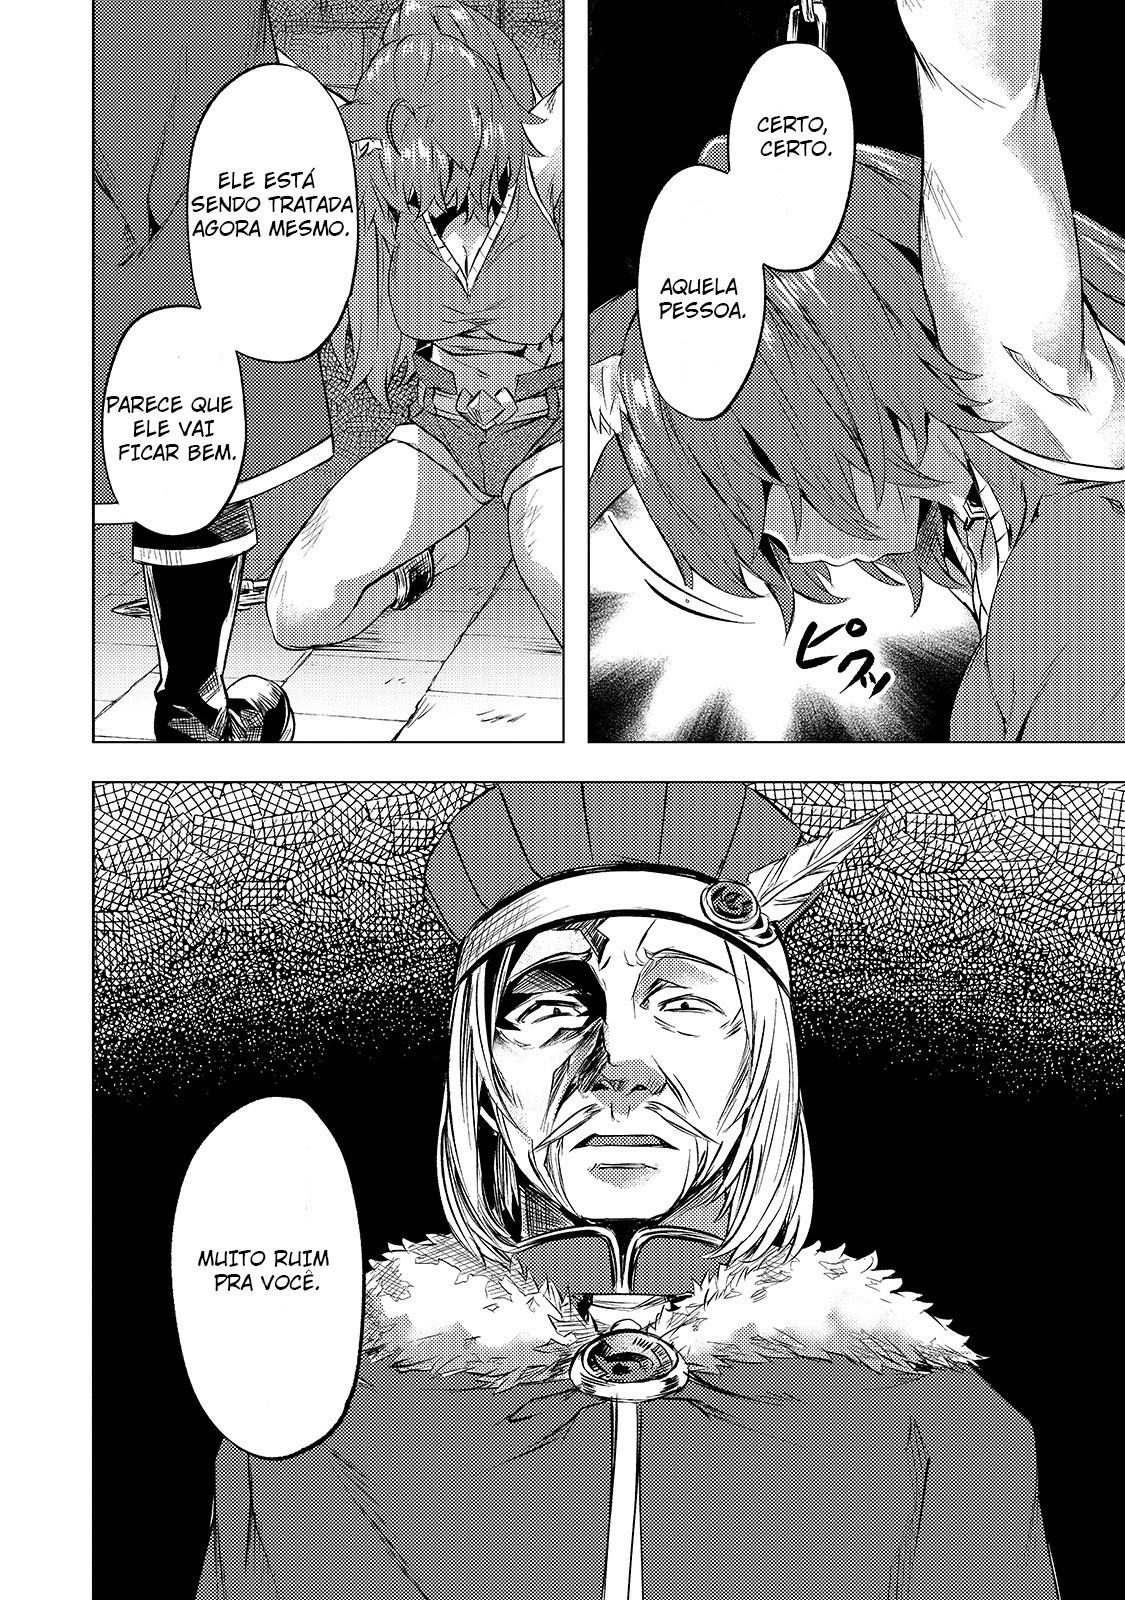 CERTO,
CERTO.
AQUELA
PESSOA.
ピクッ
ELE ESTÁ
SENDO TRATADA
AGORA MESMO.
PARECE QUE
ELE VAI
FICAR BEM.
MUITO RUIM
PRA VOCÊ.